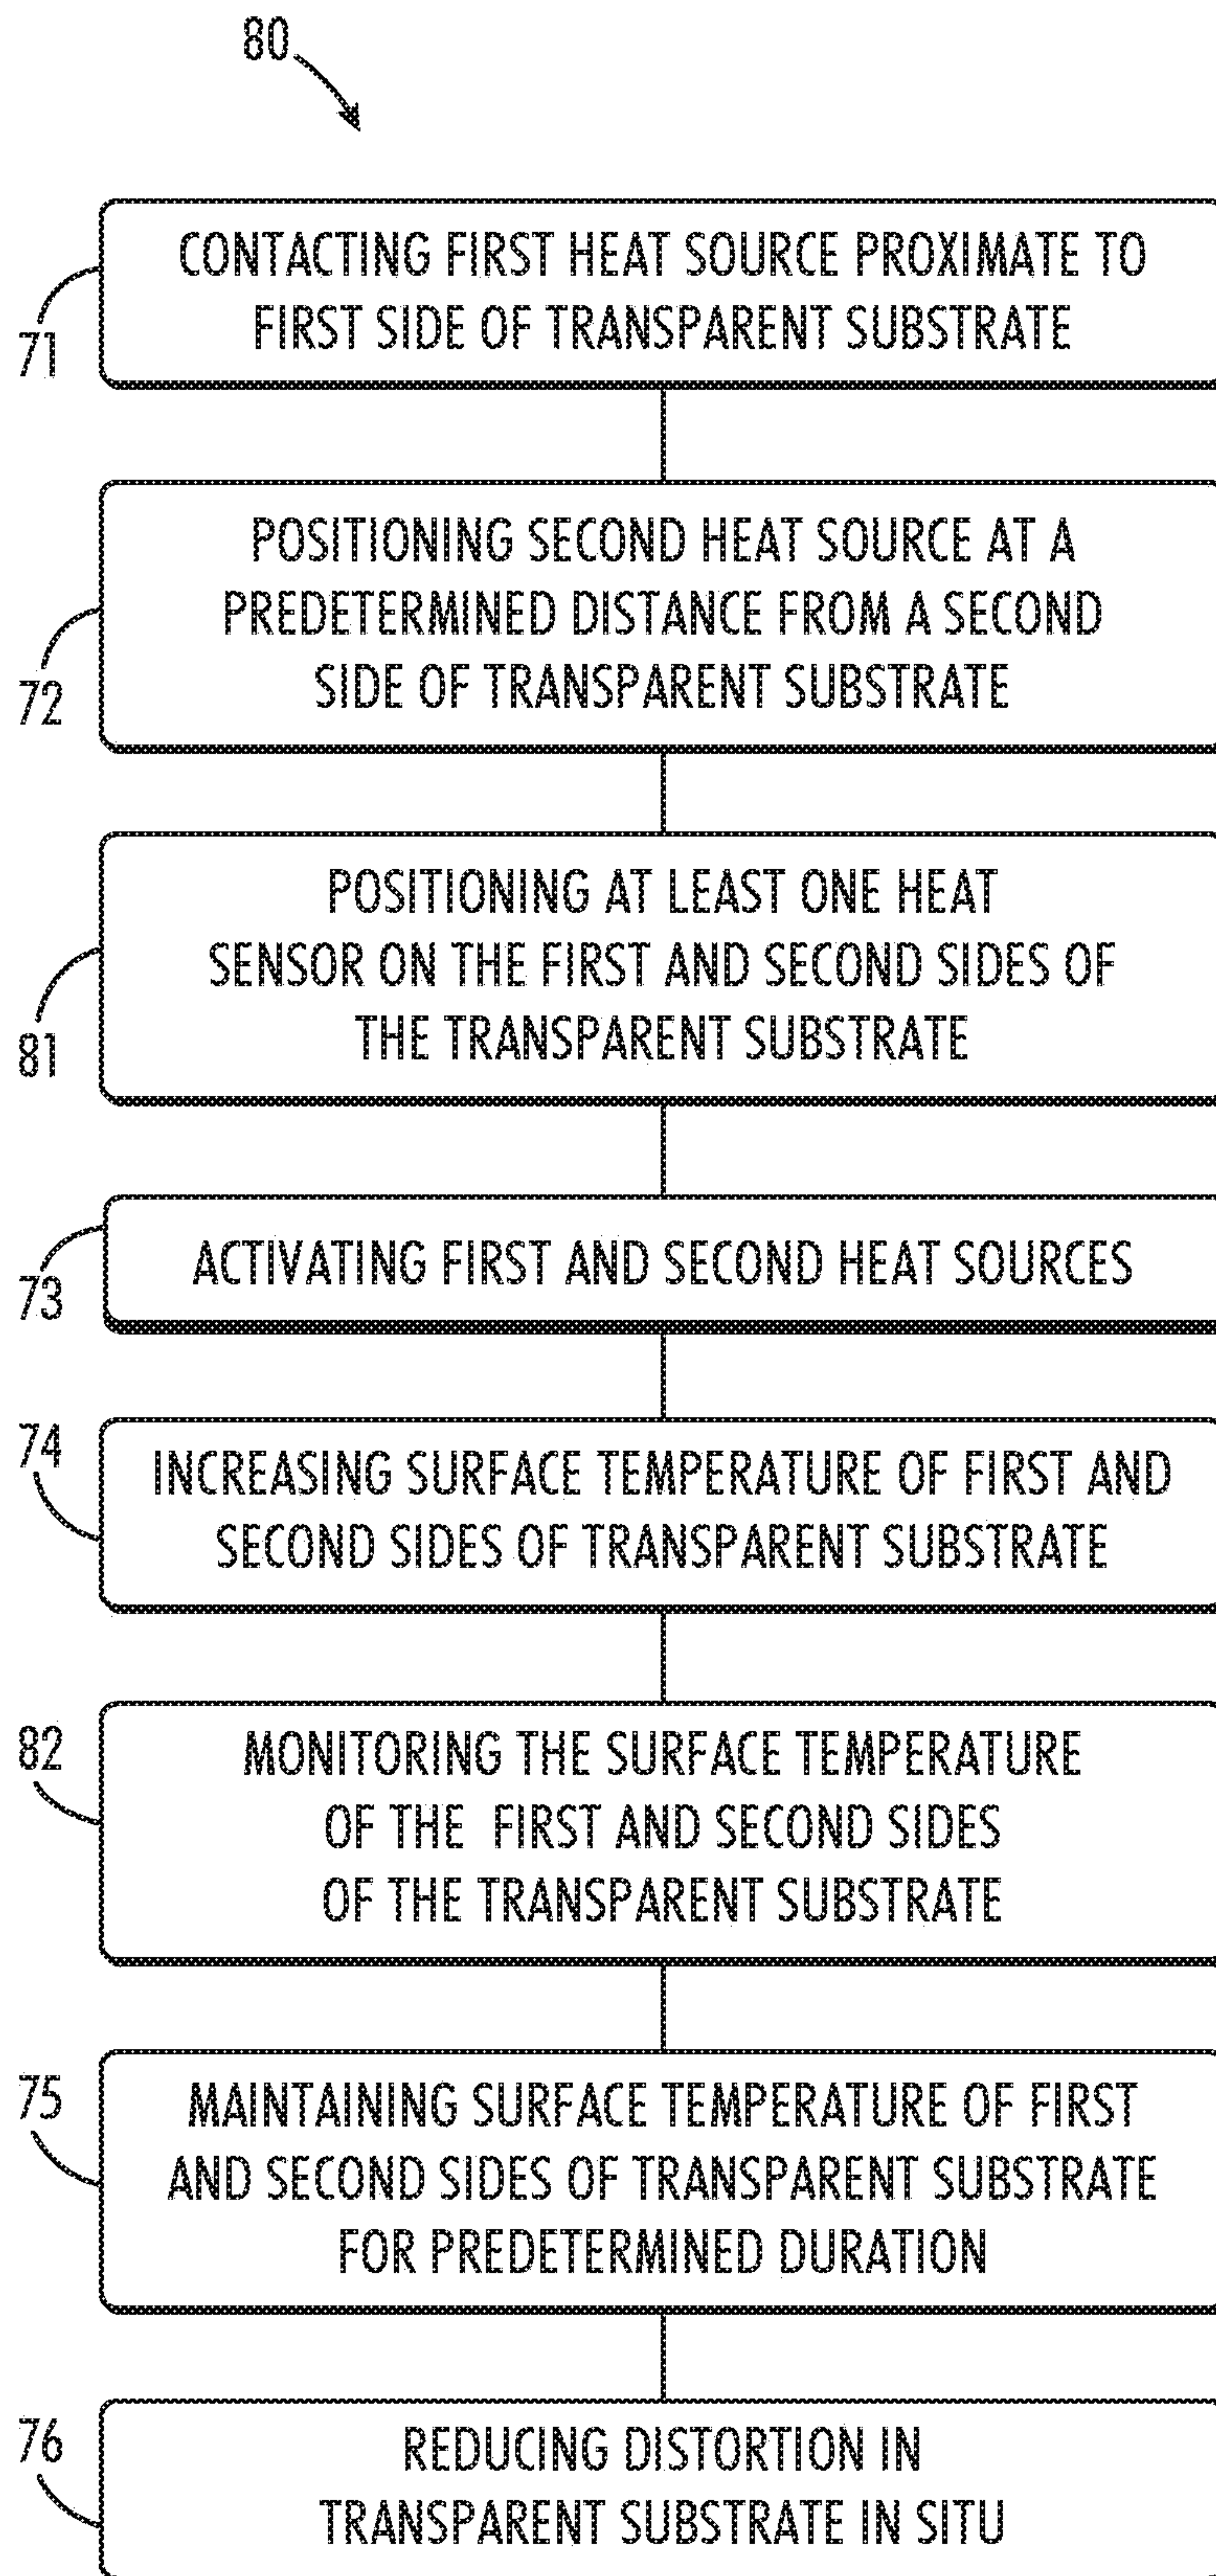 80
CONTACTING FIRST HEAT SOURCE PROXIMATE TO
FIRST SIDE OF TRANSPARENT SUBSTRATE
71
POSITIONING SECOND HEAT SOURCE AT A
PREDETERMINED DISTANCE FROM A SECOND
SIDE OF TRANSPARENT SUBSTRATE
72
POSITIONING AT LEAST ONE HEAT
SENSOR ON THE FIRST AND SECOND SIDES OF
THE TRANSPARENT SUBSTRATE
81
ACTIVATING FIRST AND SECOND HEAT SOURCES
73
74
INCREASING SURFACE TEMPERATURE OF FIRST AND
SECOND SIDES OF TRANSPARENT SUBSTRATE
82
MONITORING THE SURFACE TEMPERATURE
OF THE FIRST AND SECOND SIDES
OF THE TRANSPARENT SUBSTRATE
75
MAINTAINING SURFACE TEMPERATURE OF FIRST
AND SECOND SIDES OF TRANSPARENT SUBSTRATE
FOR PREDETERMINED DURATION
76
REDUCING DISTORTION IN
TRANSPARENT SUBSTRATE IN SITU